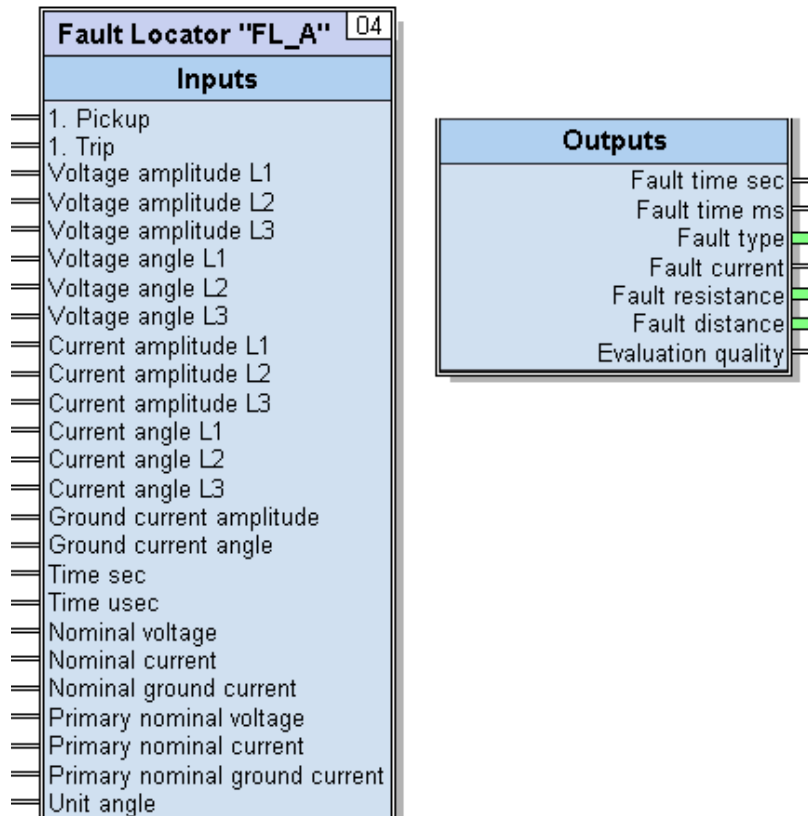 Fault Locator "FL_A" 04
Inputs
1. Pickup
1. Trip
Voltage amplitude L1
Voltage amplitude L2
Voltage amplitude L3
Voltage angle L1
Voltage angle L2
Voltage angle L3
Current amplitude L1
Current amplitude L2
Current amplitude L3
Current angle L1
Current angle L2
Current angle L3
Ground current amplitude
Ground current angle
Time sec
Time usec
Nominal voltage
Nominal current
Nominal ground current
Primary nominal voltage
Primary nominal current
Primary nominal ground current
Unit angle
Outputs
Fault time sec
Fault time ms
Fault type
Fault current
Fault resistance
Fault distance
Evaluation quality